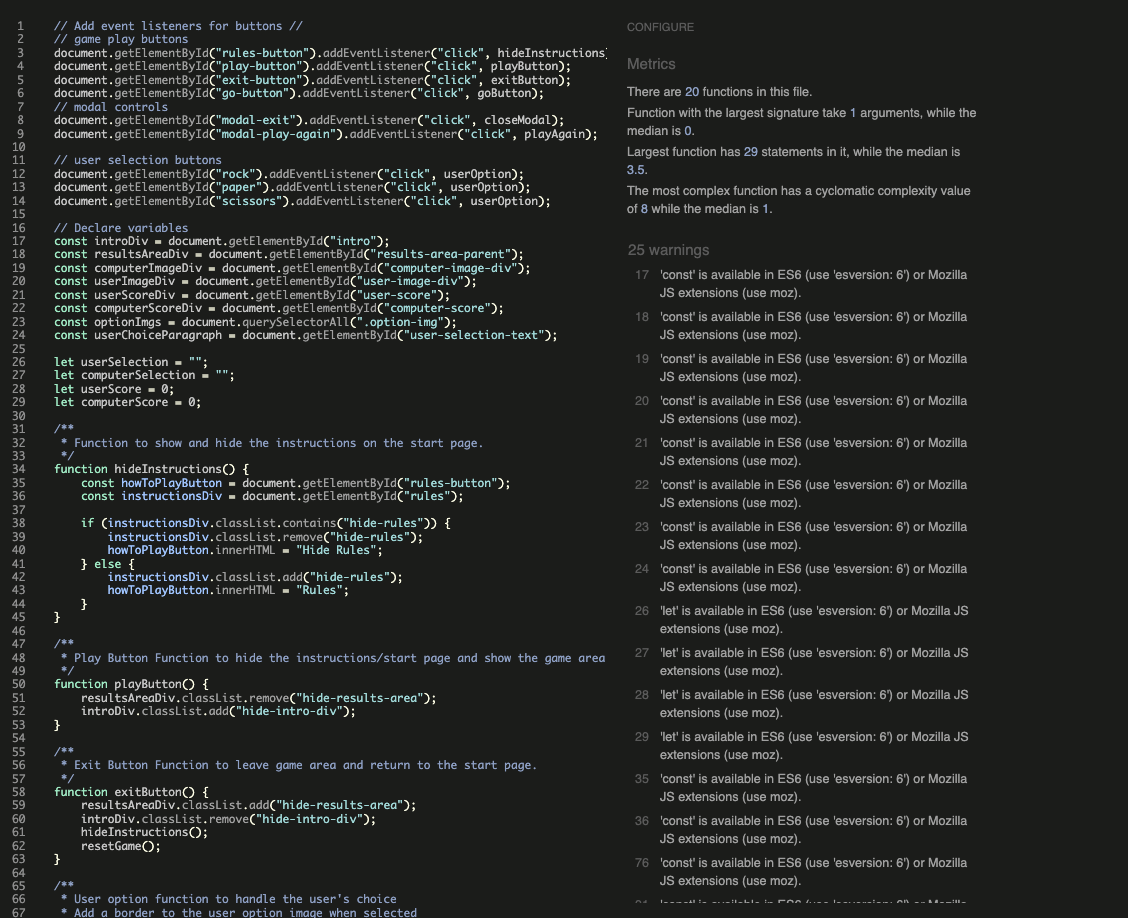 1 // Add event listeners for buttons //
2 // game play buttons
3 document.getElementById("rules-button").addEventListener("click", hideInstructions)
4 document.getElementById("play-button").addEventListener("click", playButton);
5 document.getElementById("exit-button").addEventListener("click", exitButton);
6 document.getElementById("go-button").addEventListener("click", goButton);
7 // modal controls
8 document.getElementById("modal-exit").addEventListener("click", closeModal);
9 document.getElementById("modal-play-again").addEventListener("click", playAgain);
10
11 // user selection buttons
12 document.getElementById("rock").addEventListener("click", userOption);
13 document.getElementById("paper").addEventListener("click", userOption);
14 document.getElementById("scissors").addEventListener("click", userOption);
15
16 // Declare variables
17 const introDiv = document.getElementById("intro");
18 const resultsAreaDiv = document.getElementById("results-area-parent");
19 const computerImageDiv = document.getElementById("computer-image-div");
20 const userImageDiv = document.getElementById("user-image-div");
21 const userScoreDiv = document.getElementById("user-score");
22 const computerScoreDiv = document.getElementById("computer-score");
23 const optionImgs = document.querySelectorAll(".option-img");
24 const userChoiceParagraph = document.getElementById("user-selection-text");
25
26 let userSelection = "";
27 let computerSelection = "";
28 let userScore = 0;
29 let computerScore = 0;
30
31 /**
32 * Function to show and hide the instructions on the start page.
33 */
34 function hideInstructions() {
35 const howToPlayButton = document.getElementById("rules-button");
36 const instructionsDiv = document.getElementById("rules");
37
38 if (instructionsDiv.classList.contains("hide-rules")) {
39 instructionsDiv.classList.remove("hide-rules");
40 howToPlayButton.innerHTML = "Hide Rules";
41 } else {
42 instructionsDiv.classList.add("hide-rules");
43 howToPlayButton.innerHTML = "Rules";
44 }
45 }
46
47 /**
48 * Play Button Function to hide the instructions/start page and show the game area
49 */
50 function playButton() {
51 resultsAreaDiv.classList.remove("hide-results-area");
52 introDiv.classList.add("hide-intro-div");
53 }
54
55 /**
56 * Exit Button Function to leave game area and return to the start page.
57 */
58 function exitButton() {
59 resultsAreaDiv.classList.add("hide-results-area");
60 introDiv.classList.remove("hide-intro-div");
61 hideInstructions();
62 resetGame();
63 }
64
65 /**
66 * User option function to handle the user's choice
67 * Add a border to the user option image when selected
CONFIGURE
Metrics
There are 20 functions in this file.
Function with the largest signature take 1 arguments, while the
median is 0.
Largest function has 29 statements in it, while the median is
3.5.
The most complex function has a cyclomatic complexity value
of 8 while the median is 1.
25 warnings
17 'const' is available in ES6 (use 'esversion: 6') or Mozilla
JS extensions (use moz).
18 'const' is available in ES6 (use 'esversion: 6') or Mozilla
JS extensions (use moz).
19 'const' is available in ES6 (use 'esversion: 6') or Mozilla
JS extensions (use moz).
20 'const' is available in ES6 (use 'esversion: 6') or Mozilla
JS extensions (use moz).
21 'const' is available in ES6 (use 'esversion: 6') or Mozilla
JS extensions (use moz).
22 'const' is available in ES6 (use 'esversion: 6') or Mozilla
JS extensions (use moz).
23 'const' is available in ES6 (use 'esversion: 6') or Mozilla
JS extensions (use moz).
24 'const' is available in ES6 (use 'esversion: 6') or Mozilla
JS extensions (use moz).
26 'let' is available in ES6 (use 'esversion: 6') or Mozilla JS
extensions (use moz).
27 'let' is available in ES6 (use 'esversion: 6') or Mozilla JS
extensions (use moz).
28 'let' is available in ES6 (use 'esversion: 6') or Mozilla JS
extensions (use moz).
29 'let' is available in ES6 (use 'esversion: 6') or Mozilla JS
extensions (use moz).
35 'const' is available in ES6 (use 'esversion: 6') or Mozilla
JS extensions (use moz).
36 'const' is available in ES6 (use 'esversion: 6') or Mozilla
JS extensions (use moz).
76 'const' is available in ES6 (use 'esversion: 6') or Mozilla
JS extensions (use moz).